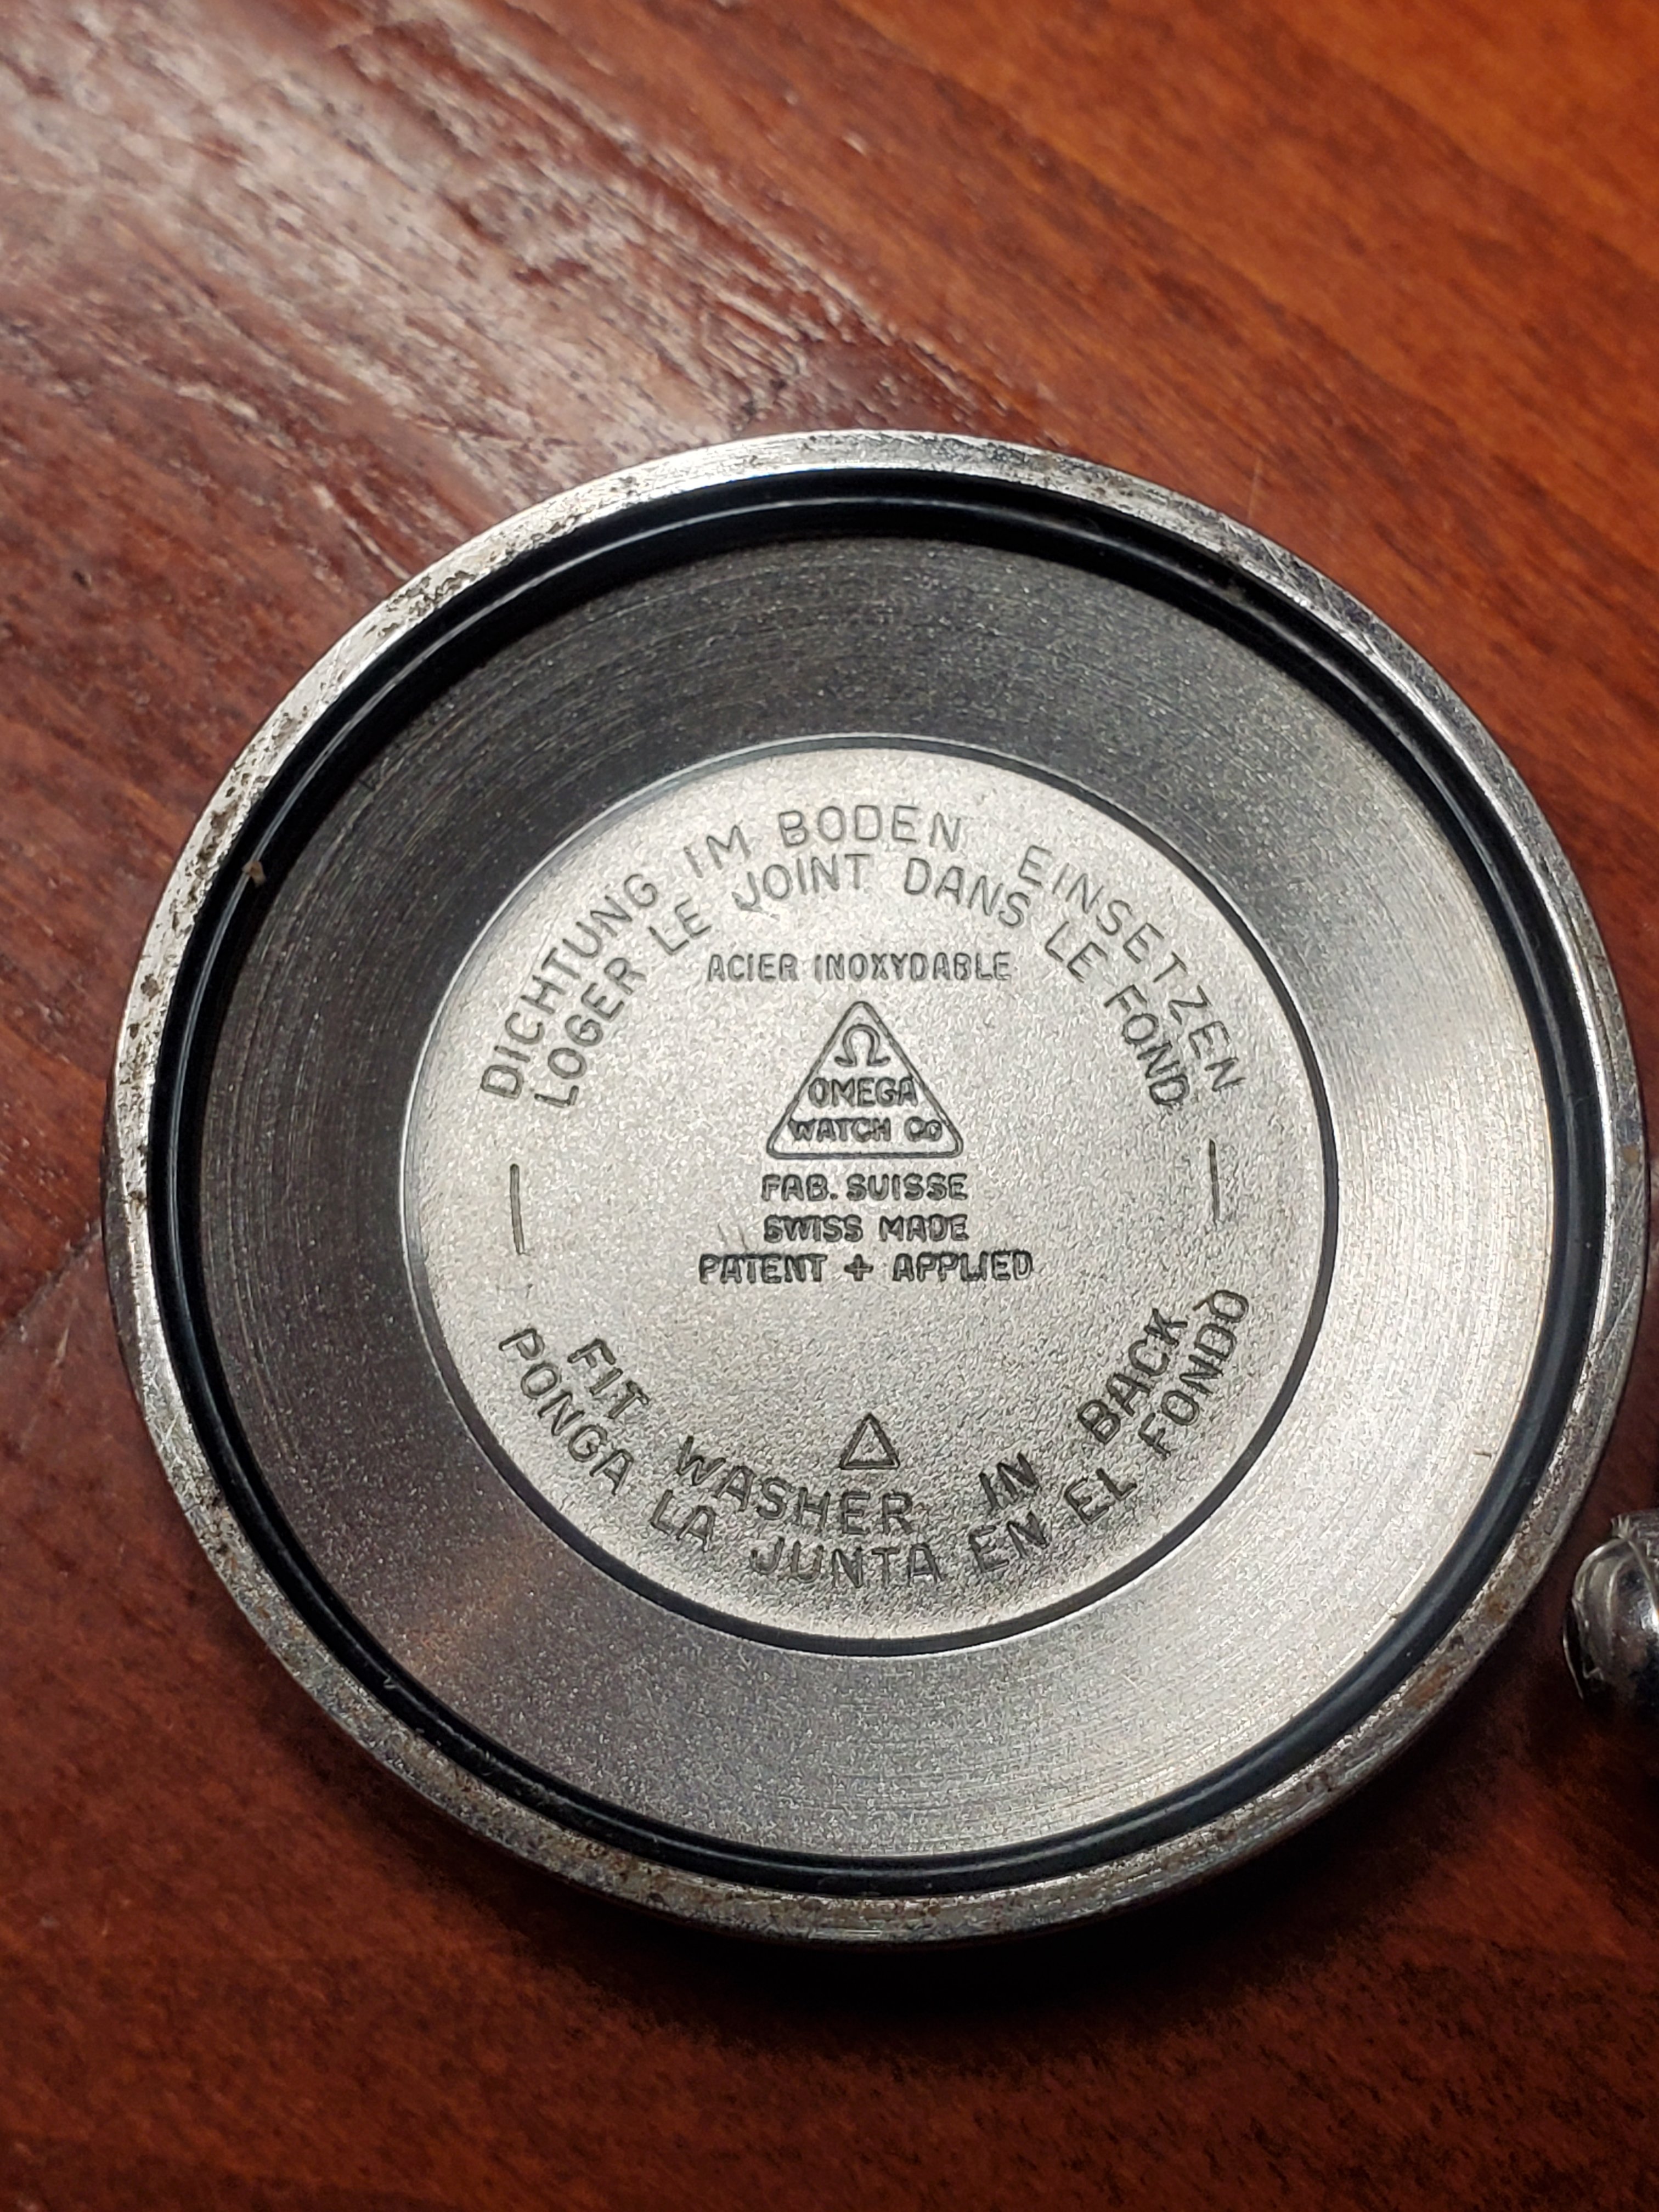 DICHTUNG IM BODEN EINSETZEN
LOGER LE JOINT DANS LE FOND
ACIER INOXYDABLE
Ω
OMEGA
WATCH CO
FAB. SUISSE
SWISS MADE
PATENT + APPLIED
FIT WASHER IN BACK
PONGA LA JUNTA EN EL FONDO